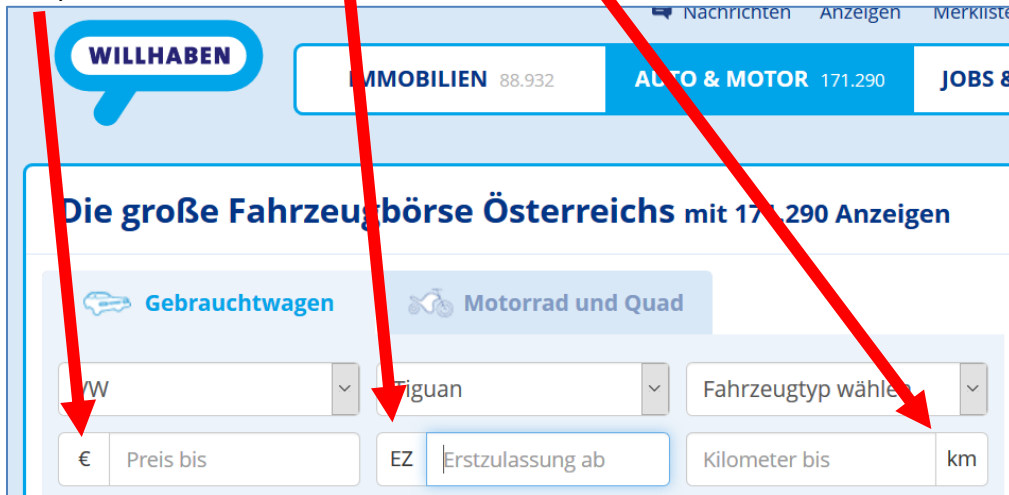 Nachrichten Anzeigen Merkliste
WILLHABEN
IMMOBILIEN 88.932 AUTO & MOTOR 171.290 JOBS &
Die große Fahrzeugbörse Österreichs mit 171.290 Anzeigen
Gebrauchtwagen Motorrad und Quad
VW Tiguan Fahrzeugtyp wählen
€ Preis bis EZ Erstzulassung ab Kilometer bis km